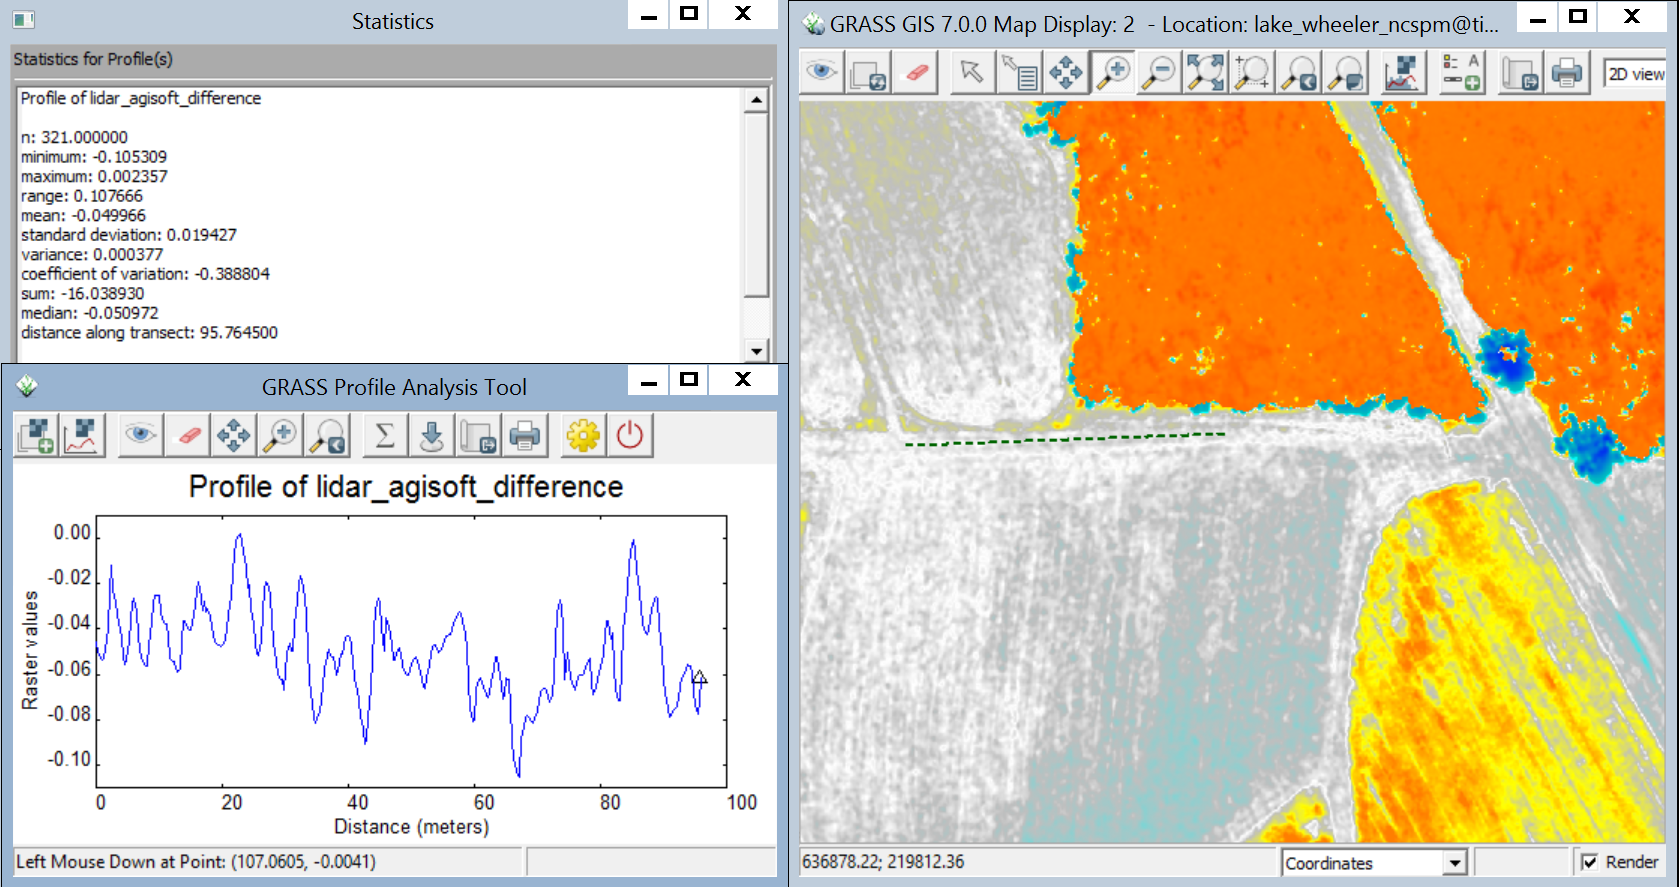 Statistics
Statistics for Profile(s)
Profile of lidar_agisoft_difference
n: 321.000000
minimum: -0.105309
maximum: 0.002357
range: 0.107666
mean: -0.049966
standard deviation: 0.019427
variance: 0.000377
coefficient of variation: -0.388804
sum: -16.038930
median: -0.050972
distance along transect: 95.764500
GRASS Profile Analysis Tool
Profile of lidar_agisoft_difference
Raster values
0.00
-0.02
-0.04
-0.06
-0.08
-0.10
0 20 40 60 80 100
Distance (meters)
Left Mouse Down at Point: (107.0605, -0.0041)
GRASS GIS 7.0.0 Map Display: 2 - Location: lake_wheeler_ncspm@ti...
A
2D view
636878.22; 219812.36
Coordinates
Render